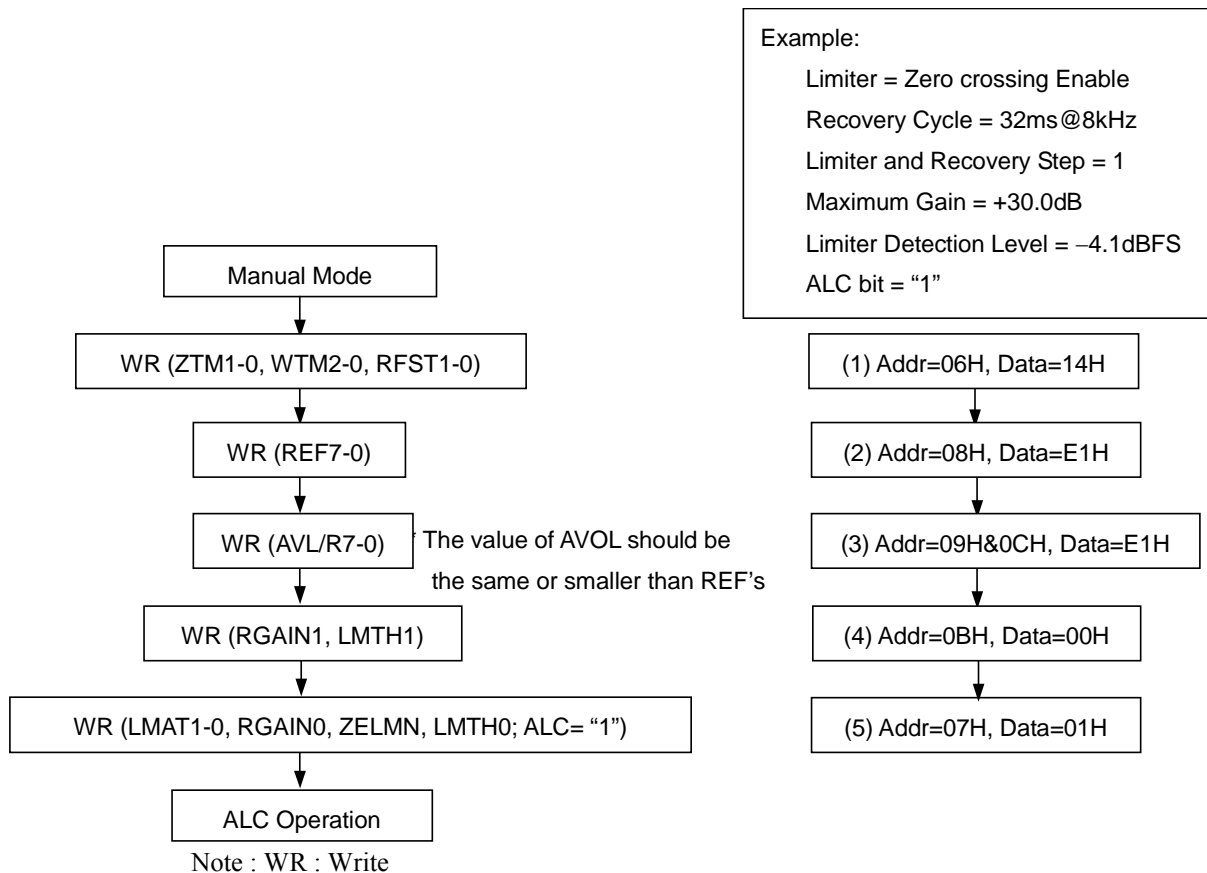 Example:
Limiter = Zero crossing Enable
Recovery Cycle = 32ms@8kHz
Limiter and Recovery Step = 1
Maximum Gain = +30.0dB
Limiter Detection Level = −4.1dBFS
ALC bit = “1”
Manual Mode
WR (ZTM1-0, WTM2-0, RFST1-0)
WR (REF7-0)
WR (AVL/R7-0)
* The value of AVOL should be
the same or smaller than REF’s
WR (RGAIN1, LMTH1)
WR (LMAT1-0, RGAIN0, ZELMN, LMTH0; ALC= “1”)
ALC Operation
Note : WR : Write
(1) Addr=06H, Data=14H
(2) Addr=08H, Data=E1H
(3) Addr=09H&0CH, Data=E1H
(4) Addr=0BH, Data=00H
(5) Addr=07H, Data=01H